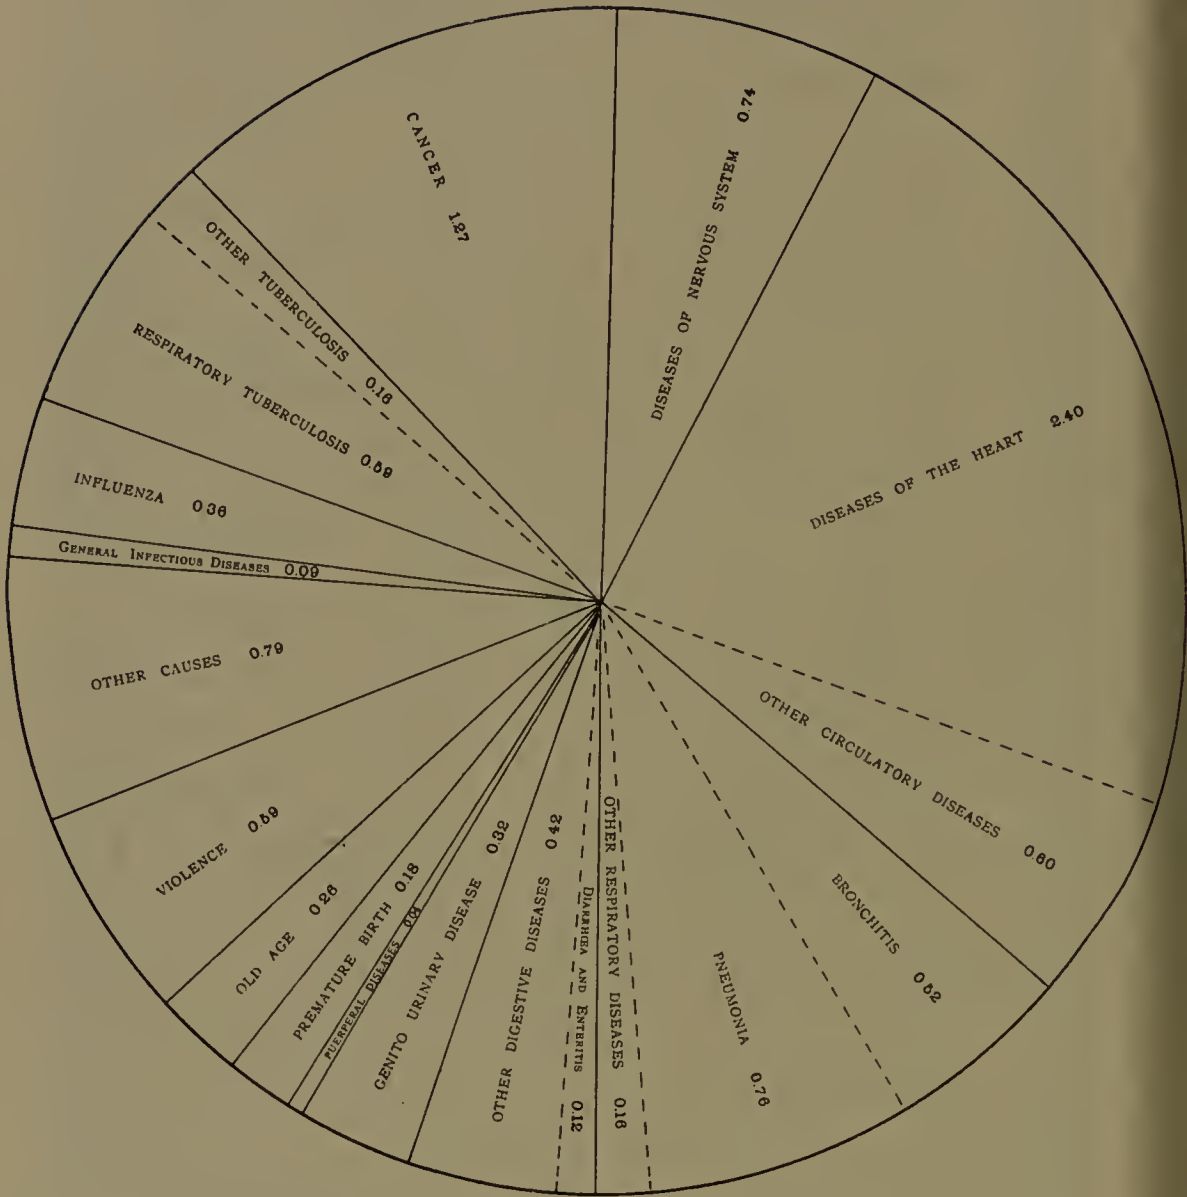 DISEASES OF NERVOUS SYSTEM 0.74
DISEASES OF THE HEART 2.40
OTHER CIRCULATORY DISEASES 0.60
BRONCHITIS 0.52
PNEUMONIA 0.76
OTHER RESPIRATORY DISEASES 0.16
DIARRHŒA AND ENTERITIS 0.12
OTHER DIGESTIVE DISEASES 0 42
GENITO URINARY DISEASE 0.32
PUERPERAL DISEASES 0.04
PREMATURE BIRTH 0.18
OLD AGE 0 26
VIOLENCE 0.59
OTHER CAUSES 0.79
GENERAL INFECTIOUS DISEASES 0.09
INFLUENZA 0 36
RESPIRATORY TUBERCULOSIS 0.59
OTHER TUBERCULOSIS 0.16
CANCER 1.27